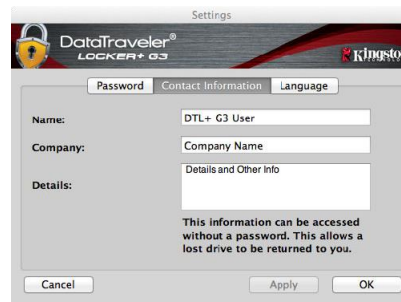 Settings
DataTraveler®
LOCKER+ G3
Kingsto
Password Contact Information Language
Name: DTL+ G3 User
Company: Company Name
Details: Details and Other Info
This information can be accessed
without a password. This allows a
lost drive to be returned to you.
Cancel Apply OK